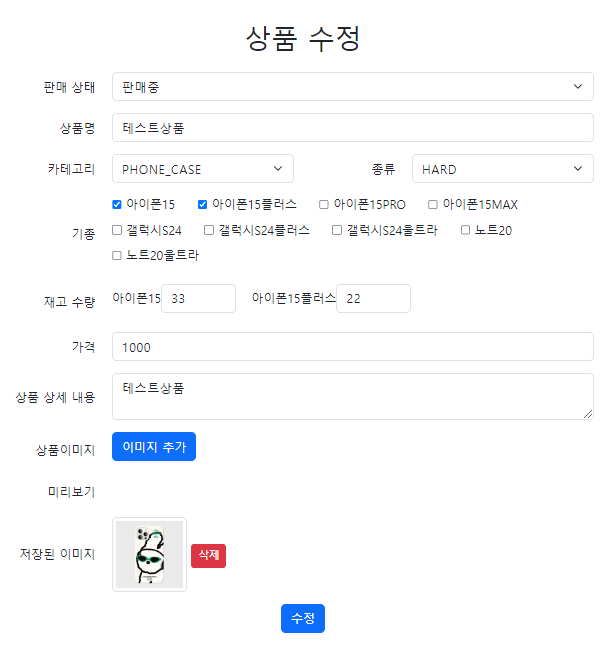 상품 수정
판매 상태 판매중
상품명 테스트상품
카테고리 PHONE_CASE 종류 HARD
아이폰15 아이폰15플러스 아이폰15PRO 아이폰15MAX
기종 갤럭시S24 갤럭시S24플러스 갤럭시S24울트라 노트20
노트20울트라
재고 수량 아이폰15 33 아이폰15플러스 22
가격 1000
상품 상세 내용 테스트상품
상품이미지 이미지 추가
미리보기
저장된 이미지 삭제
수정